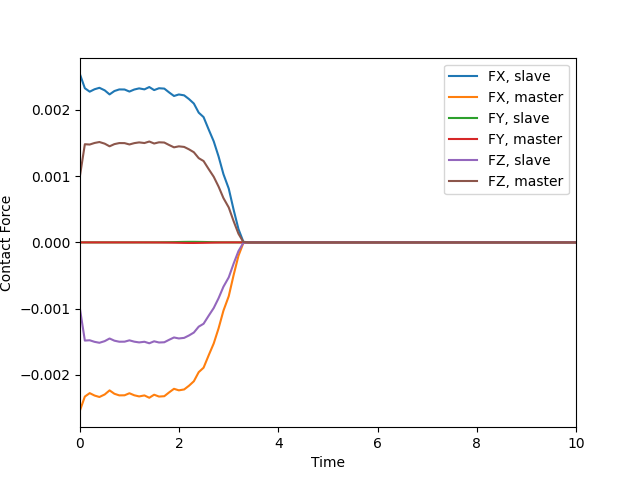 FX, slave
FX, master
FY, slave
FY, master
FZ, slave
FZ, master
0.002
0.001
0.000
−0.001
−0.002
Contact Force
0 2 4 6 8 10
Time